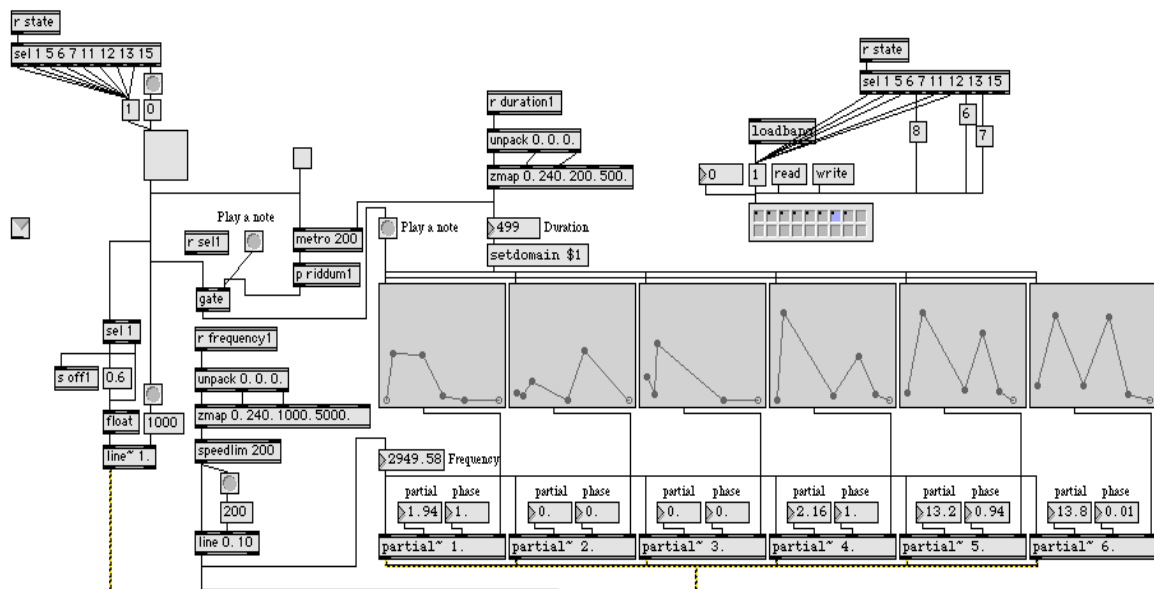 r state
sel 1 5 6 7 11 12 13 15
1
0
r state
sel 1 5 6 7 11 12 13 15
r duration1
unpack 0. 0. 0.
zmap 0. 240. 200. 500.
loadbang
8
6
7
0
1
read
write
Play a note
r sel1
metro 200
p riddum1
gate
Play a note
499
Duration
setdomain $1
sel 1
s off1
0.6
r frequency1
unpack 0. 0. 0.
zmap 0. 240. 1000. 5000.
float
1000
line~ 1.
speedlim 200
200
line 0. 10
2949.58
Frequency
partial phase
1.94
1.
partial~ 1.
partial phase
0.
0.
partial~ 2.
partial phase
0.
0.
partial~ 3.
partial phase
2.16
1.
partial~ 4.
partial phase
13.2
0.94
partial~ 5.
partial phase
13.8
0.01
partial~ 6.